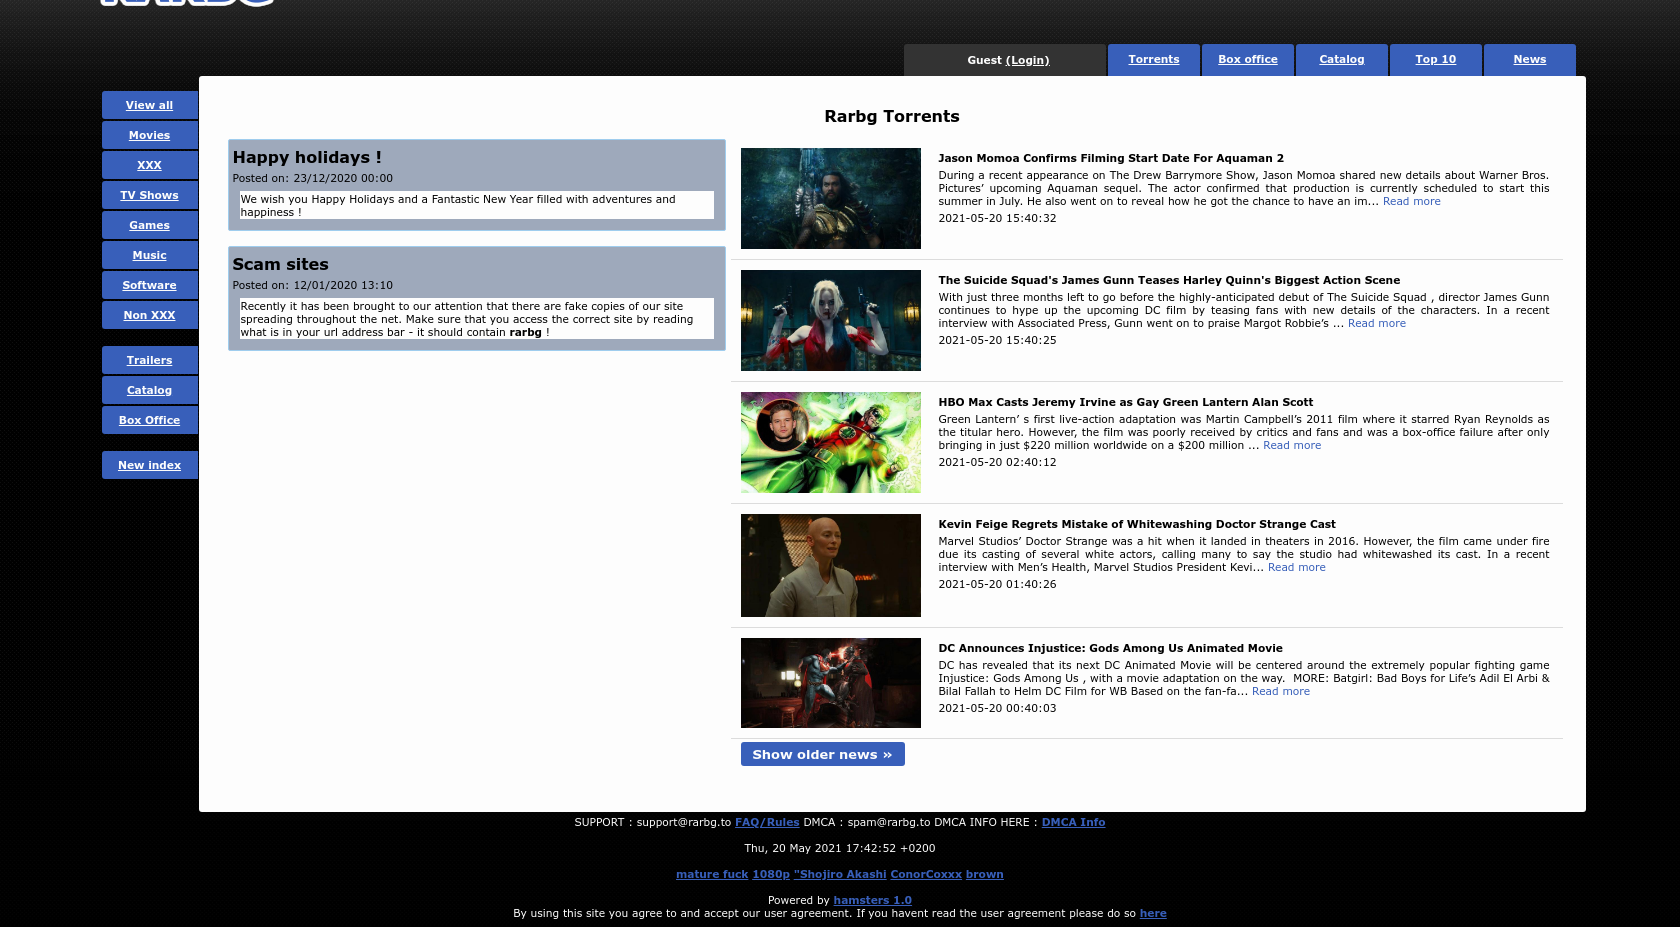 Guest (Login)
Torrents
Box office
Catalog
Top 10
News
View all
Movies
XXX
TV Shows
Games
Music
Software
Non XXX
Trailers
Catalog
Box Office
New index
Rarbg Torrents
Happy holidays !
Posted on: 23/12/2020 00:00
We wish you Happy Holidays and a Fantastic New Year filled with adventures and
happiness !
Scam sites
Posted on: 12/01/2020 13:10
Recently it has been brought to our attention that there are fake copies of our site
spreading throughout the net. Make sure that you access the correct site by reading
what is in your url address bar - it should contain rarbg !
Jason Momoa Confirms Filming Start Date For Aquaman 2
During a recent appearance on The Drew Barrymore Show, Jason Momoa shared new details about Warner Bros.
Pictures' upcoming Aquaman sequel. The actor confirmed that production is currently scheduled to start this
summer in July. He also went on to reveal how he got the chance to have an im... Read more
2021-05-20 15:40:32
The Suicide Squad's James Gunn Teases Harley Quinn's Biggest Action Scene
With just three months left to go before the highly-anticipated debut of The Suicide Squad , director James Gunn
continues to hype up the upcoming DC film by teasing fans with new details of the characters. In a recent
interview with Associated Press, Gunn went on to praise Margot Robbie's ... Read more
2021-05-20 15:40:25
HBO Max Casts Jeremy Irvine as Gay Green Lantern Alan Scott
Green Lantern' s first live-action adaptation was Martin Campbell's 2011 film where it starred Ryan Reynolds as
the titular hero. However, the film was poorly received by critics and fans and was a box-office failure after only
bringing in just $220 million worldwide on a $200 million ... Read more
2021-05-20 02:40:12
Kevin Feige Regrets Mistake of Whitewashing Doctor Strange Cast
Marvel Studios' Doctor Strange was a hit when it landed in theaters in 2016. However, the film came under fire
due its casting of several white actors, calling many to say the studio had whitewashed its cast. In a recent
interview with Men's Health, Marvel Studios President Kevi... Read more
2021-05-20 01:40:26
DC Announces Injustice: Gods Among Us Animated Movie
DC has revealed that its next DC Animated Movie will be centered around the extremely popular fighting game
Injustice: Gods Among Us , with a movie adaptation on the way. MORE: Batgirl: Bad Boys for Life's Adil El Arbi &
Bilal Fallah to Helm DC Film for WB Based on the fan-fa... Read more
2021-05-20 00:40:03
Show older news »
SUPPORT : support@rarbg.to FAQ/Rules DMCA : spam@rarbg.to DMCA INFO HERE : DMCA Info
Thu, 20 May 2021 17:42:52 +0200
mature fuck 1080p "Shojiro Akashi ConorCoxxx brown
Powered by hamsters 1.0
By using this site you agree to and accept our user agreement. If you havent read the user agreement please do so here